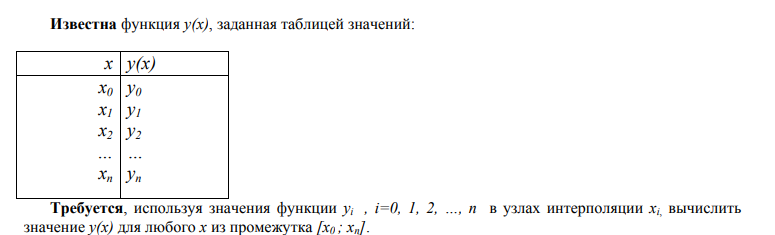 Известна функция y(x), заданная таблицей значений:
x y(x)
x0 y0
x1 y1
x2 y2
... ...
xn yn
Требуется, используя значения функции yi , i=0, 1, 2, ..., n в узлах интерполяции xi, вычислить
значение y(x) для любого x из промежутка [x0 ; xn].